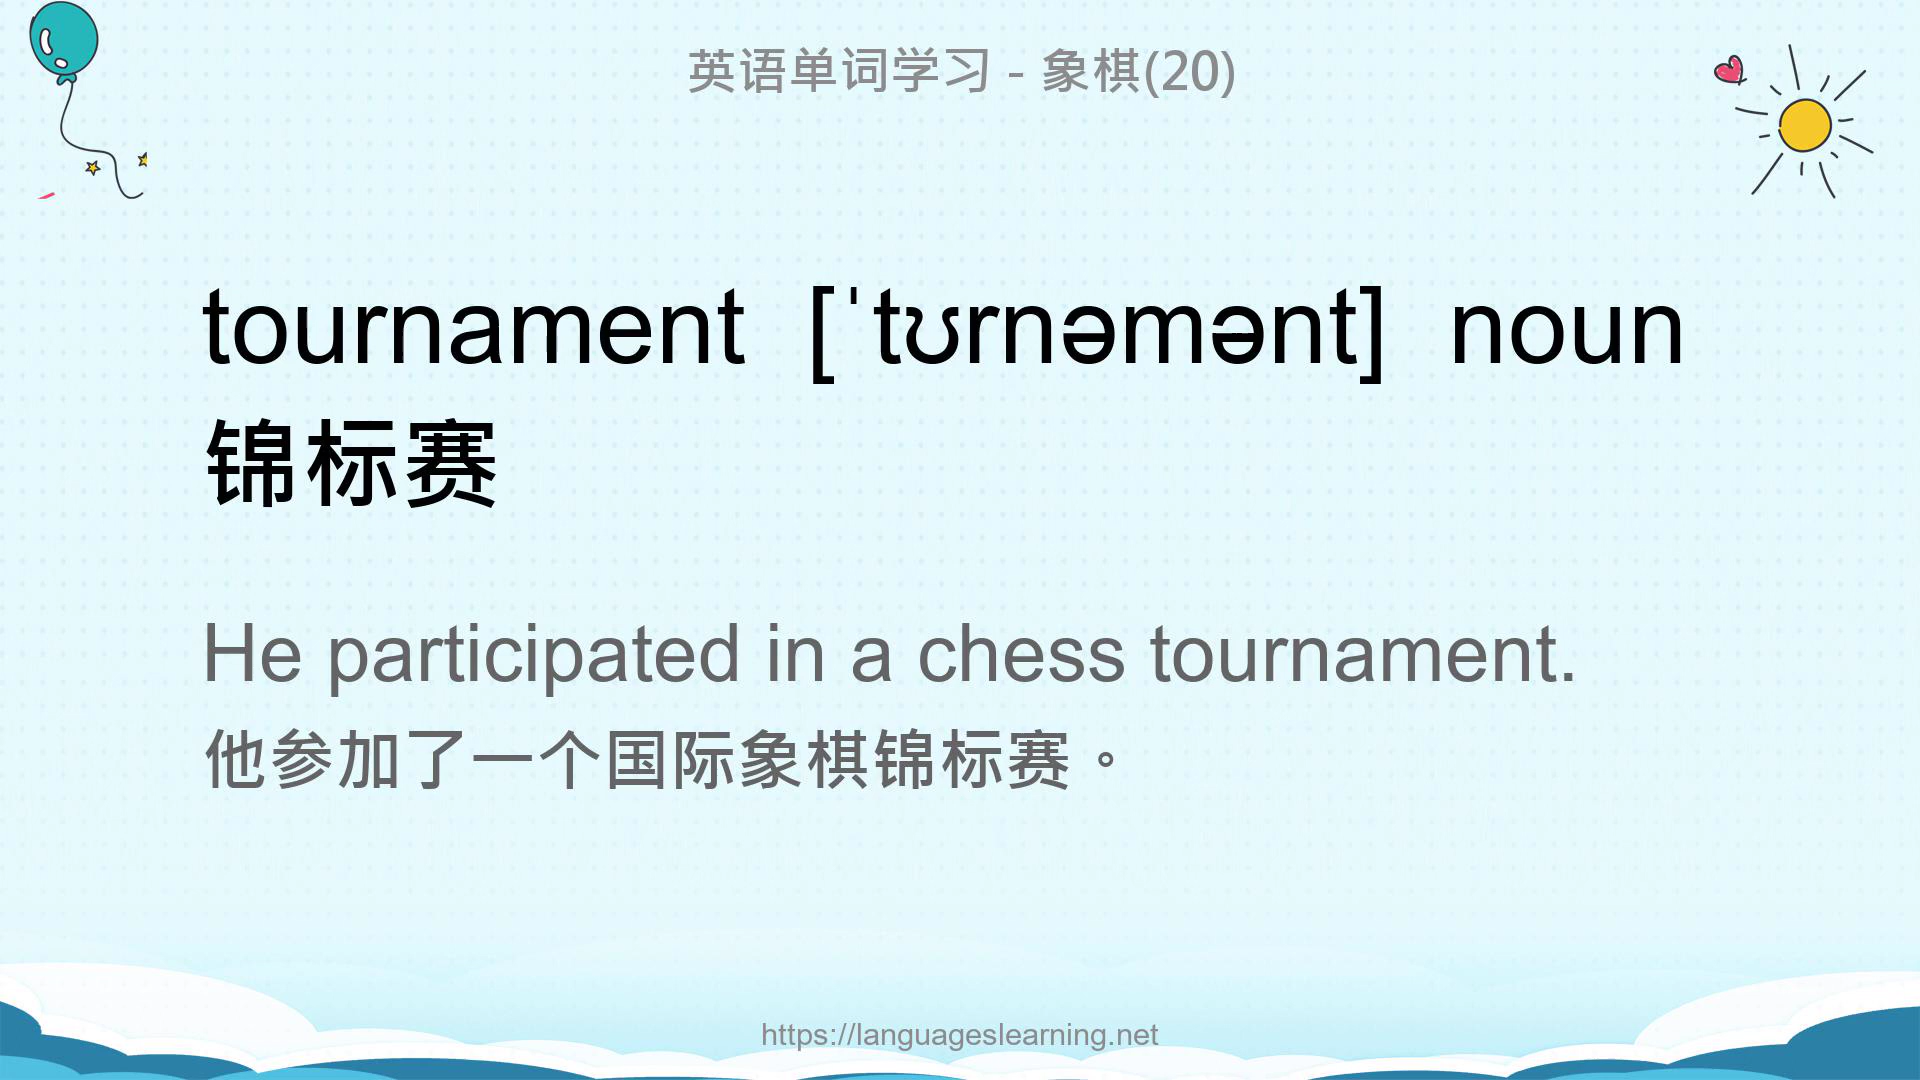 英语单词学习 - 象棋(20)
tournament [ˈtʊrnəmənt] noun
锦标赛
He participated in a chess tournament.
他参加了一个国际象棋锦标赛。
https://languageslearning.net